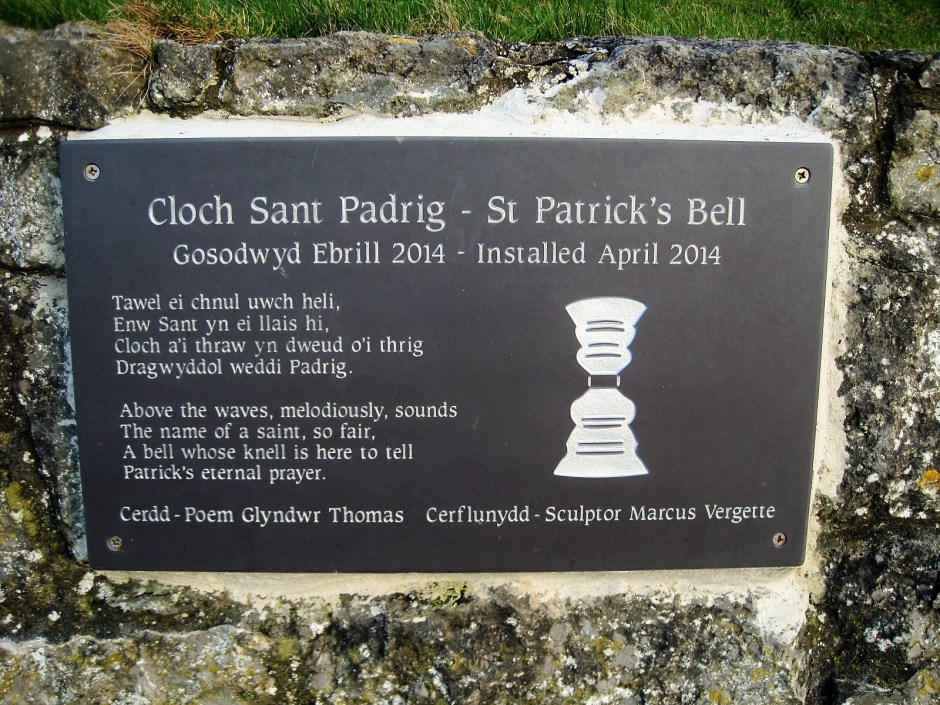 Cloch Sant Padrig - St Patrick's Bell
Gosodwyd Ebrill 2014 - Installed April 2014
Tawel ei chnul uwch heli,
Enw Sant yn ei llais hi,
Cloch a'i thraw yn dweud o'i thrig
Dragwyddol weddi Padrig.
Above the waves, melodiously, sounds
The name of a saint, so fair,
A bell whose knell is here to tell
Patrick's eternal prayer.
Cerdd - Poem Glyndwr Thomas Cerflunydd - Sculptor Marcus Vergette